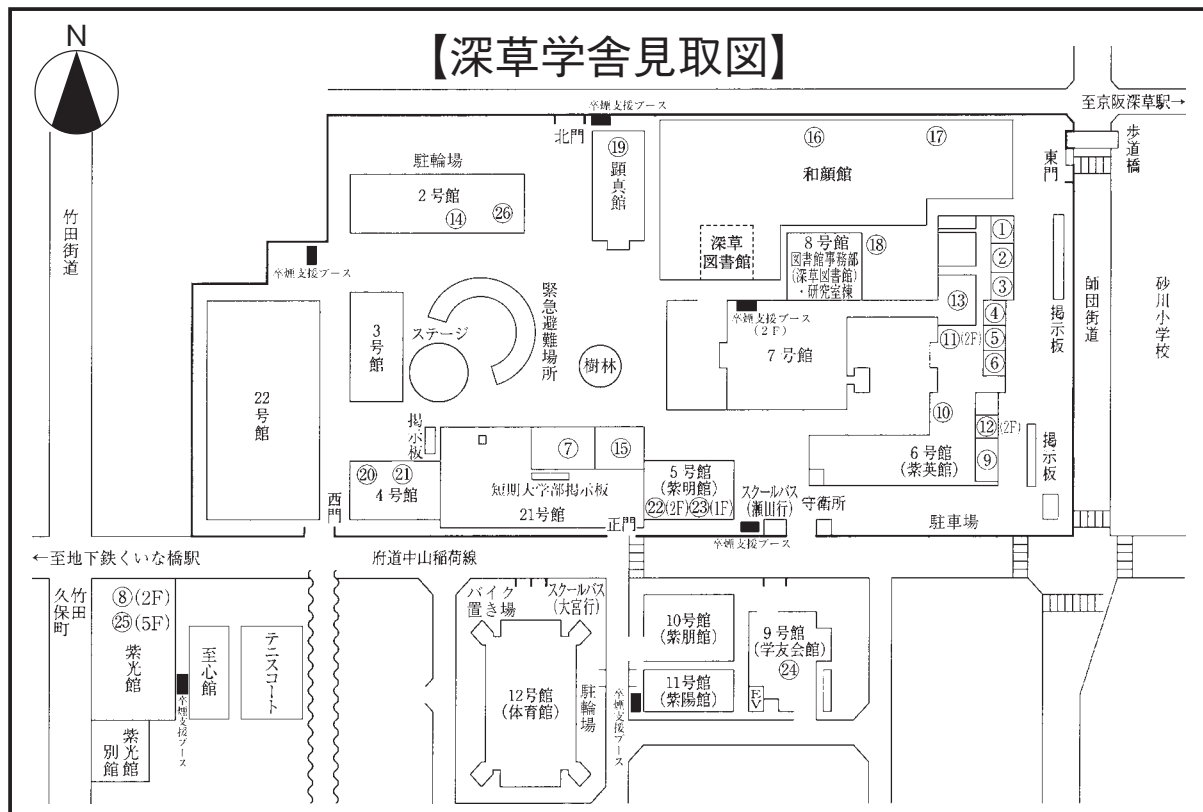 N
【深草学舎見取図】
卒煙支援ブース
至京阪深草駅→
北門
歩道橋
東門
駐輪場
2号館
⑭
㉖
⑲
顕真館
⑯
⑰
和顔館
竹田街道
卒煙支援ブース
深草
図書館
8号館
図書館事務部
(深草図書館)
・研究室棟
⑱
①
②
③
④
⑤
⑥
⑬
⑪(2F)
掲示板
師団街道
砂川小学校
22号館
3号館
ステージ
緊急避難場所
樹林
卒煙支援ブース
(2F)
7号館
⑩
⑫(2F)
⑨
6号館
(紫英館)
掲示板
掲示板
⑦
⑮
⑳
㉑
4号館
短期大学部掲示板
21号館
5号館
(紫明館)
㉒(2F)㉓(1F)
スクールバス
(瀬田行)
守衛所
駐車場
西門
正門
卒煙支援ブース
←至地下鉄くいな橋駅
府道中山稲荷線
竹田
久保町
⑧(2F)
㉕(5F)
紫光館
卒煙支援ブース
至心館
テニスコート
紫光館
別館
バイク
置き場
スクールバス
(大宮行)
12号館
(体育館)
駐輪場
卒煙支援ブース
10号館
(紫朋館)
11号館
(紫陽館)
9号館
(学友会館)
㉔
EV